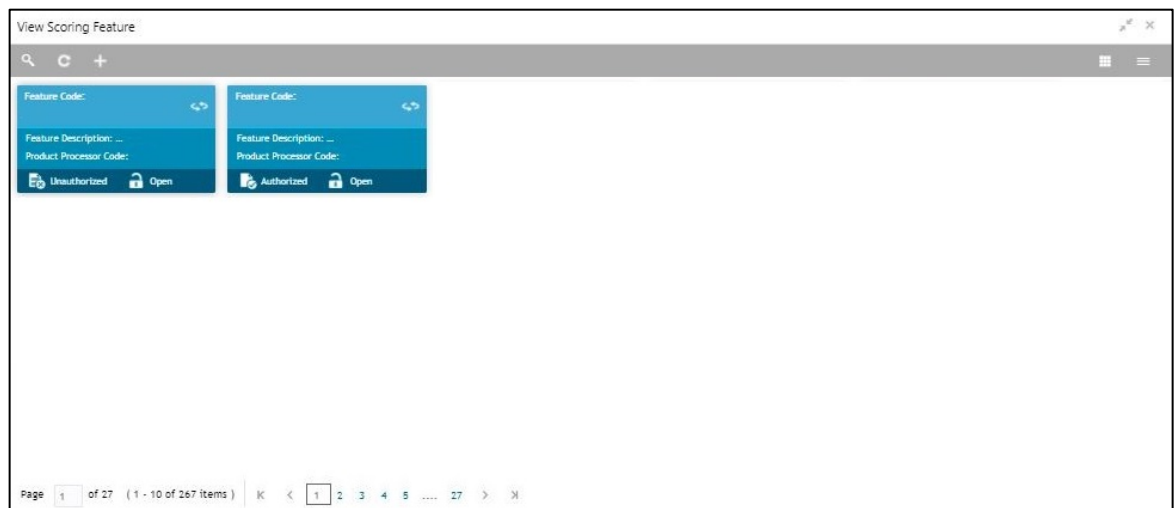 View Scoring Feature
Feature Code: Feature Code:
Feature Description: ... Feature Description: ...
Product Processor Code: Product Processor Code:
Unauthorized Open Authorized Open
Page 1 of 27 ( 1 - 10 of 267 items ) K < 1 2 3 4 5 .... 27 > X